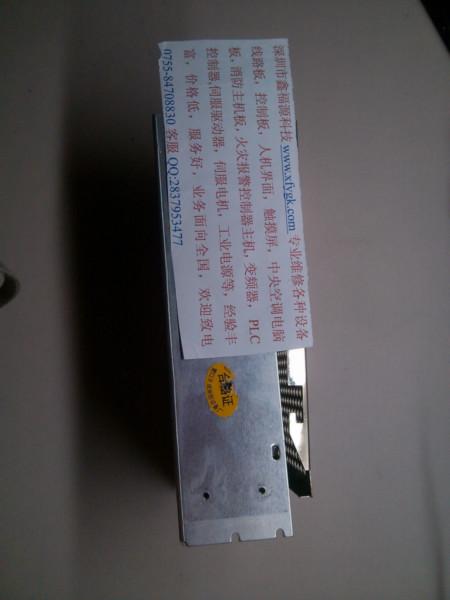 深圳市鑫福源科技 www.xfygk.com 专业维修各种设备
线路板，控制板，人机界面，触摸屏，中央空调电脑
板，消防主机板，火灾报警控制器主机，变频器，PLC
控制器,伺服驱动器，伺服电机，工业电源等，经验丰
富，价格低，服务好，业务面向全国，欢迎致电
0755-84708830 客服 QQ:2837953477
合格证